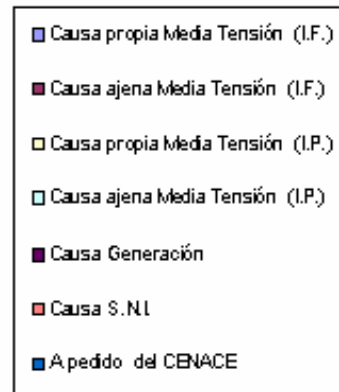 Causa propia Media Tensión (I.F.)
Causa ajena Media Tensión (I.F.)
Causa propia Media Tensión (I.P.)
Causa ajena Media Tensión (I.P.)
Causa Generación
Causa S.N.I.
A pedido del CENACE